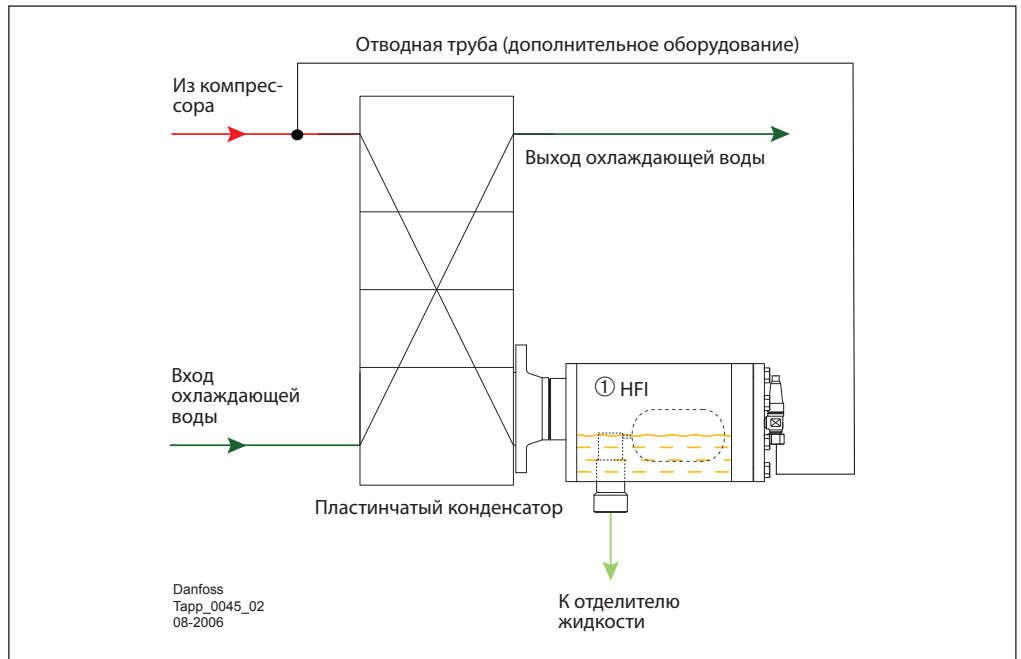 Отводная труба (дополнительное оборудование)
Из компрес-
сора
Выход охлаждающей воды
Вход
охлаждающей
воды
① HFI
Пластинчатый конденсатор
К отделителю
жидкости
Danfoss
Tapp_0045_02
08-2006